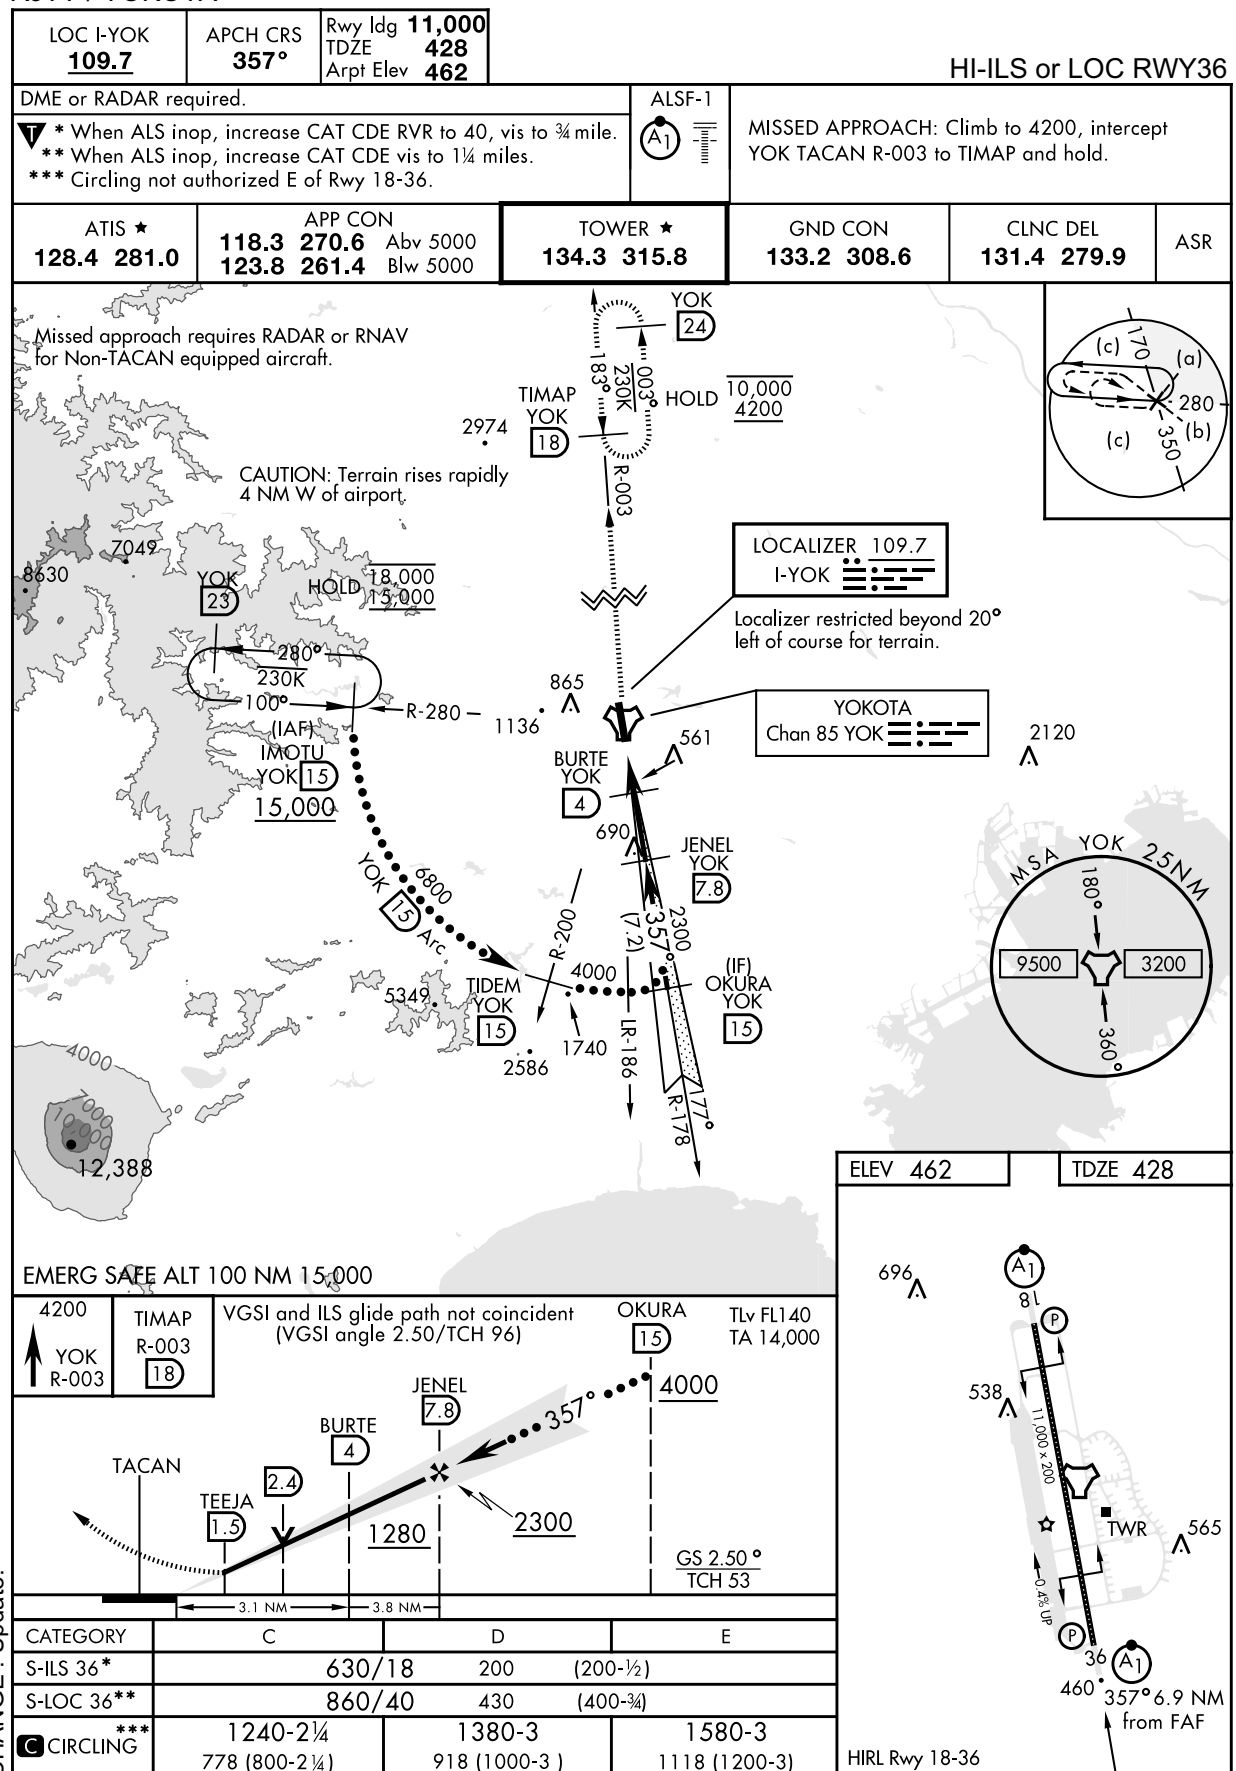 HI-ILS or LOC RWY36
LOC I-YOK
109.7
APCH CRS
357°
Rwy ldg 11,000
TDZE 428
Arpt Elev 462
DME or RADAR required.
T * When ALS inop, increase CAT CDE RVR to 40, vis to ¾ mile.
** When ALS inop, increase CAT CDE vis to 1¼ miles.
*** Circling not authorized E of Rwy 18-36.
ALSF-1
A1
MISSED APPROACH: Climb to 4200, intercept
YOK TACAN R-003 to TIMAP and hold.
ATIS ★
128.4 281.0
APP CON
118.3 270.6 Abv 5000
123.8 261.4 Blw 5000
TOWER ★
134.3 315.8
GND CON
133.2 308.6
CLNC DEL
131.4 279.9
ASR
Missed approach requires RADAR or RNAV
for Non-TACAN equipped aircraft.
YOK
24
183°
230K
003°
HOLD
10,000
4200
TIMAP
YOK
18
2974
R-003
170
(c)
(a)
280
(b)
(c)
350
CAUTION: Terrain rises rapidly
4 NM W of airport.
7049
8630
YOK
23
HOLD
18,000
15,000
LOCALIZER 109.7
I-YOK
Localizer restricted beyond 20°
left of course for terrain.
280°
230K
100°
R-280
865
1136
(IAF)
IMOTU
YOK 15
15,000
YOKOTA
Chan 85 YOK
561
2120
BURTE
YOK
4
690
JENEL
YOK
7.8
MSA YOK 25NM
180°
9500
3200
360°
6800
YOK 15 Arc
R-200
(7.2)
357°
2300
(IF)
OKURA
YOK
15
4000
TIDEM
YOK
15
5349
1740
2586
LR-186
R-178
177°
4000
7000
10000
12,388
EMERG SAFE ALT 100 NM 15,000
ELEV 462
TDZE 428
4200
YOK
R-003
TIMAP
R-003
18
VGSI and ILS glide path not coincident
(VGSI angle 2.50/TCH 96)
OKURA
15
TLv FL140
TA 14,000
4000
JENEL
7.8
357°
BURTE
4
TACAN
2.4
TEEJA
1.5
1280
2300
GS 2.50°
TCH 53
3.1 NM
3.8 NM
696
A1
18
P
538
11,000 x 200
TWR
565
0.4% UP
P
36
A1
460
357° 6.9 NM
from FAF
HIRL Rwy 18-36
CATEGORY C D E
S-ILS 36* 630/18 200 (200-½)
S-LOC 36** 860/40 430 (400-¾)
C CIRCLING *** 1240-2¼ 1380-3 1580-3
778 (800-2¼) 918 (1000-3 ) 1118 (1200-3)